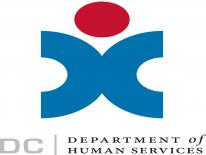 DC | DEPARTMENT of
HUMAN SERVICES